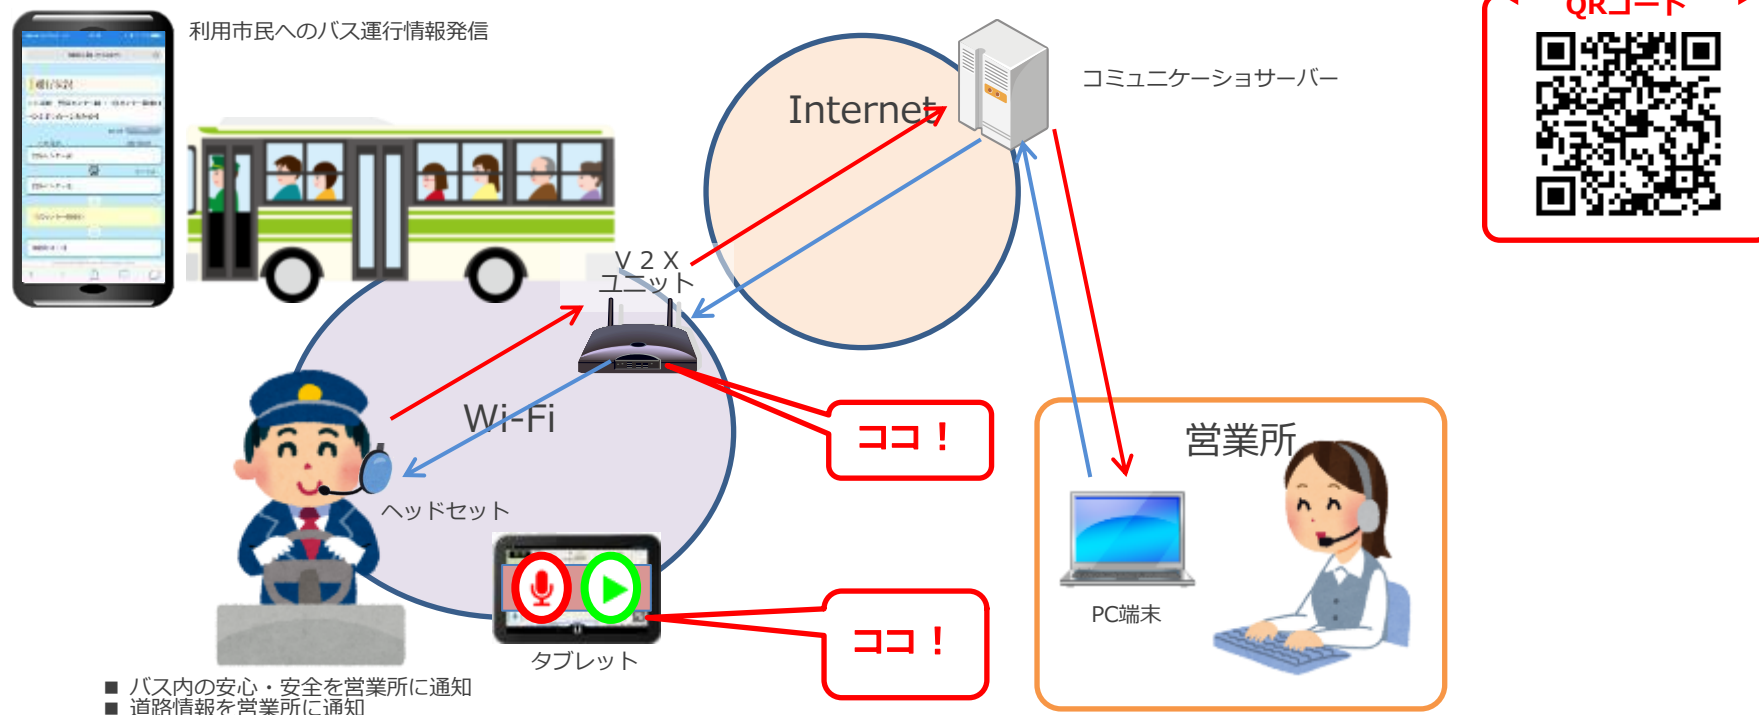 利用市民へのバス運行情報発信
QRコード
コミュニケーショサーバー
Internet
V2X
ユニット
Wi-Fi
ココ！
営業所
ヘッドセット
PC端末
ココ！
タブレット
■ バス内の安心・安全を営業所に通知
■ 道路情報を営業所に通知